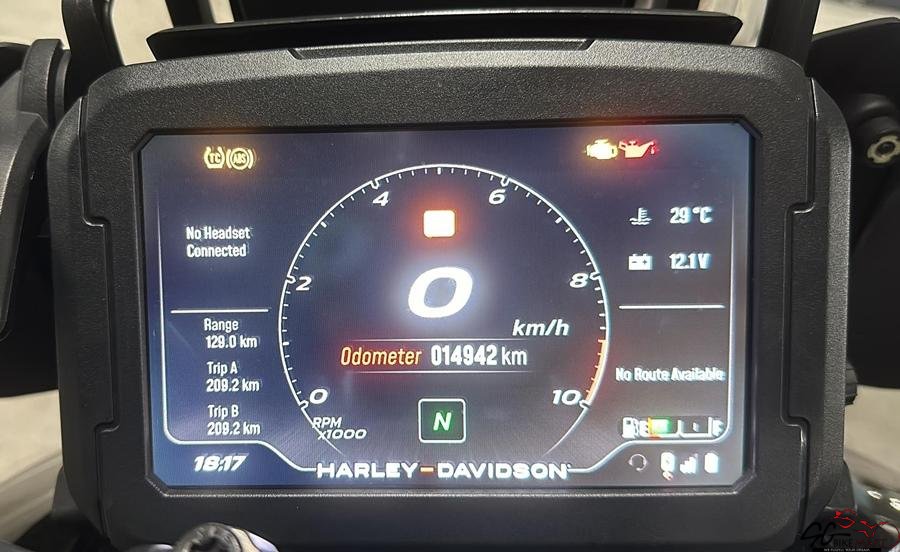 TC ABS
4 6
2 8
0 10
No Headset
Connected
29 °C
12.1 V
0
km/h
Range
129.0 km
Odometer 014942 km
Trip A
209.2 km
No Route Available
Trip B
209.2 km
RPM
x1000
N
E F
18:17
HARLEY-DAVIDSON